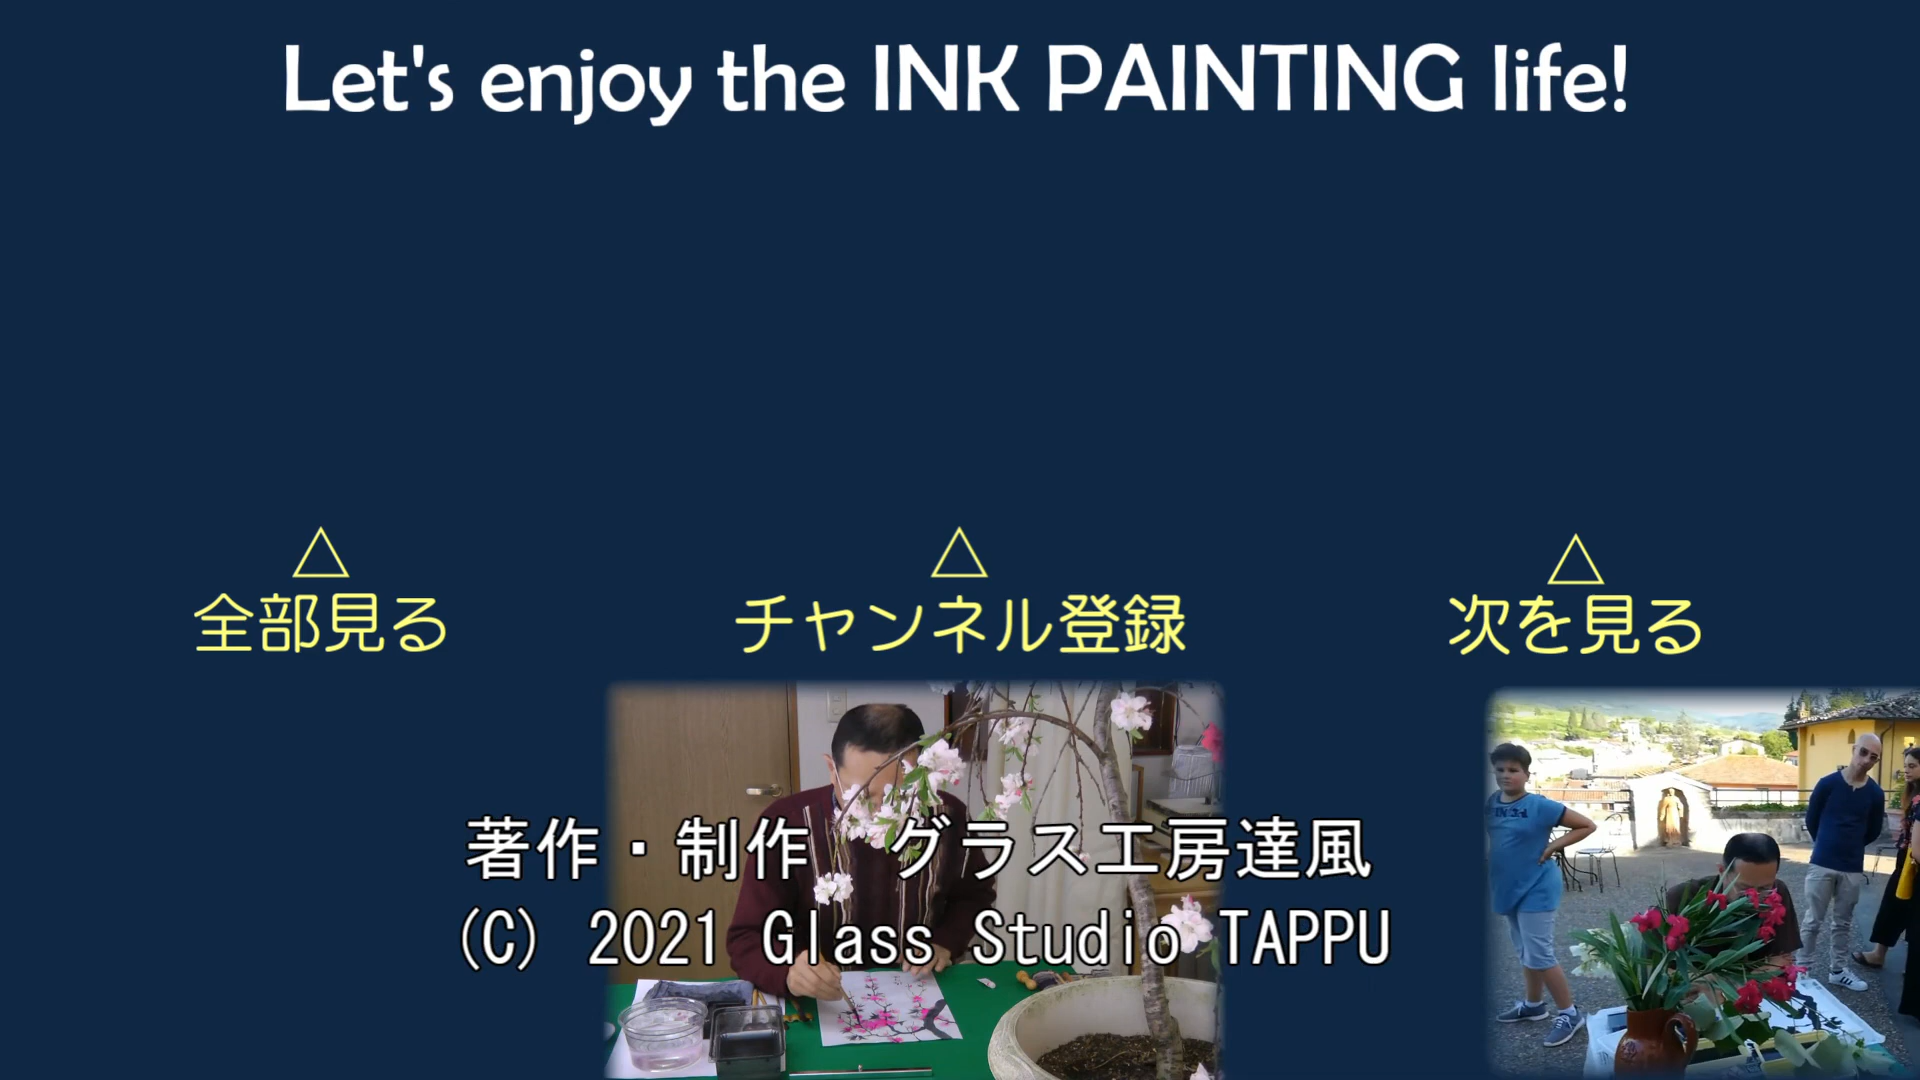 Let's enjoy the INK PAINTING life!
△ △ △
全部見る チャンネル登録 次を見る
著作・制作 グラス工房達風
(C) 2021 Glass Studio TAPPU